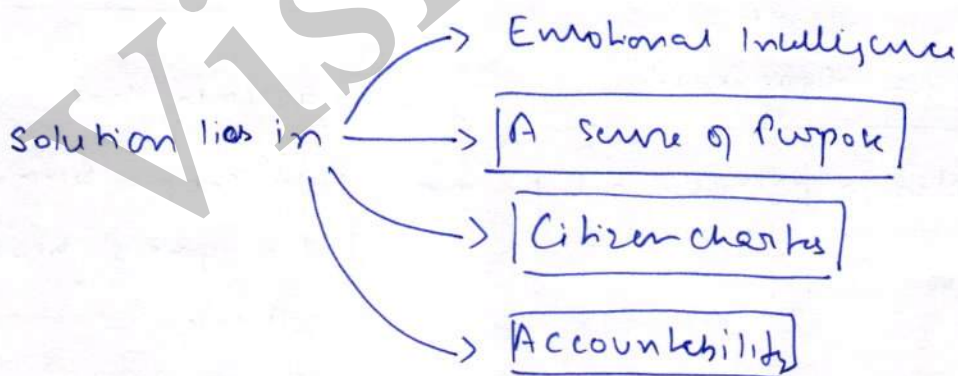 Emotional Intelligence
solution lies in
A sense of Purpose
Citizen charter
Accountability